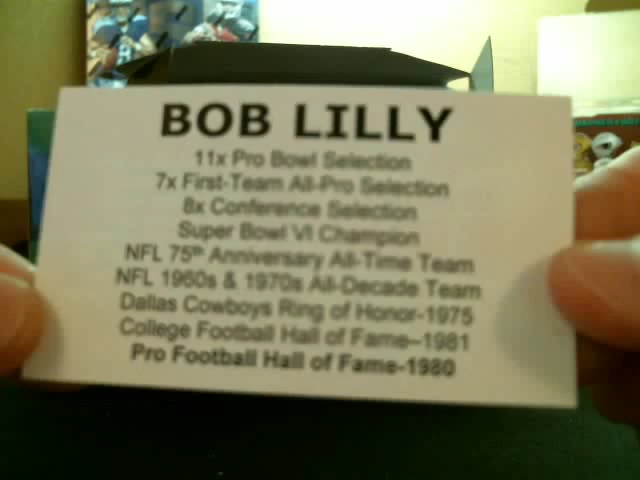 BOB LILLY
11x Pro Bowl Selection
7x First-Team All-Pro Selection
8x Conference Selection
Super Bowl VI Champion
NFL 75th Anniversary All-Time Team
NFL 1960s & 1970s All-Decade Team
Dallas Cowboys Ring of Honor-1975
College Football Hall of Fame–1981
Pro Football Hall of Fame-1980